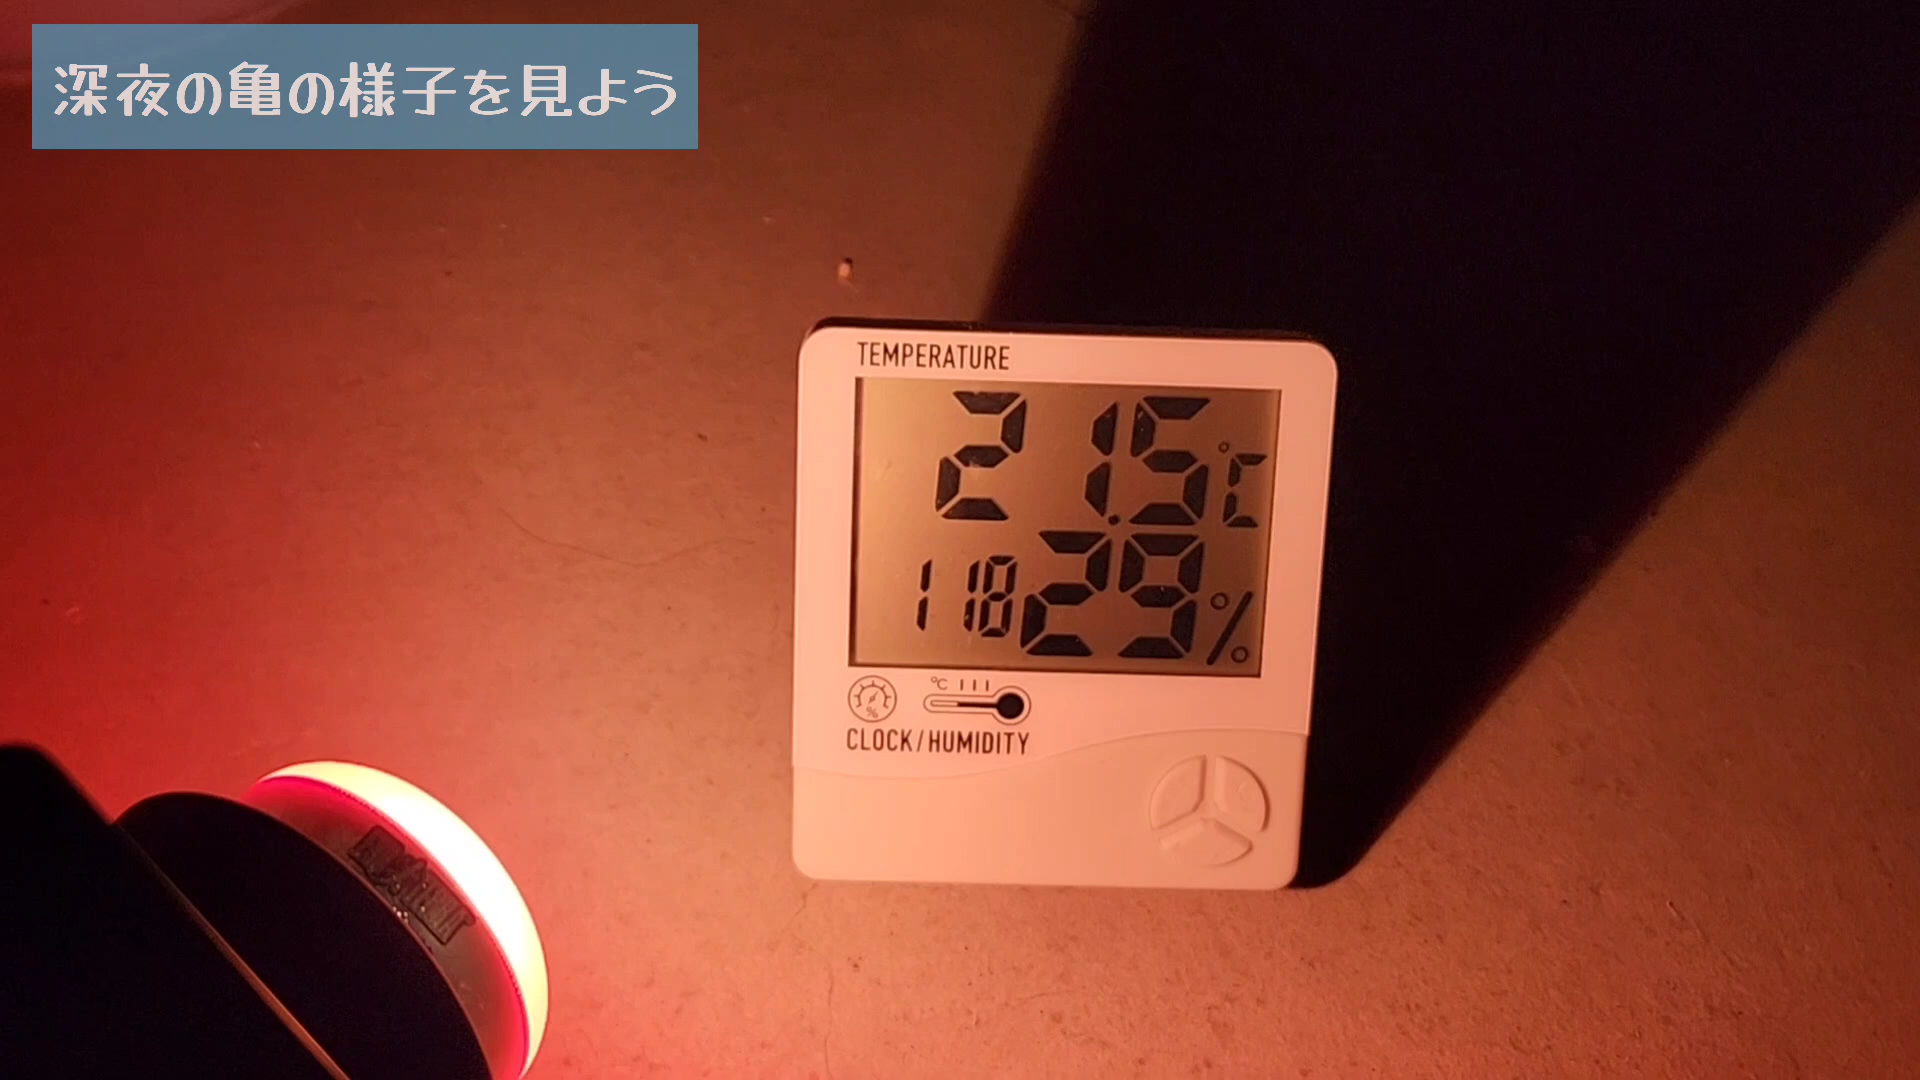 深夜の亀の様子を見よう
TEMPERATURE
21.5℃
1 18 29%
℃
%
CLOCK/HUMIDITY